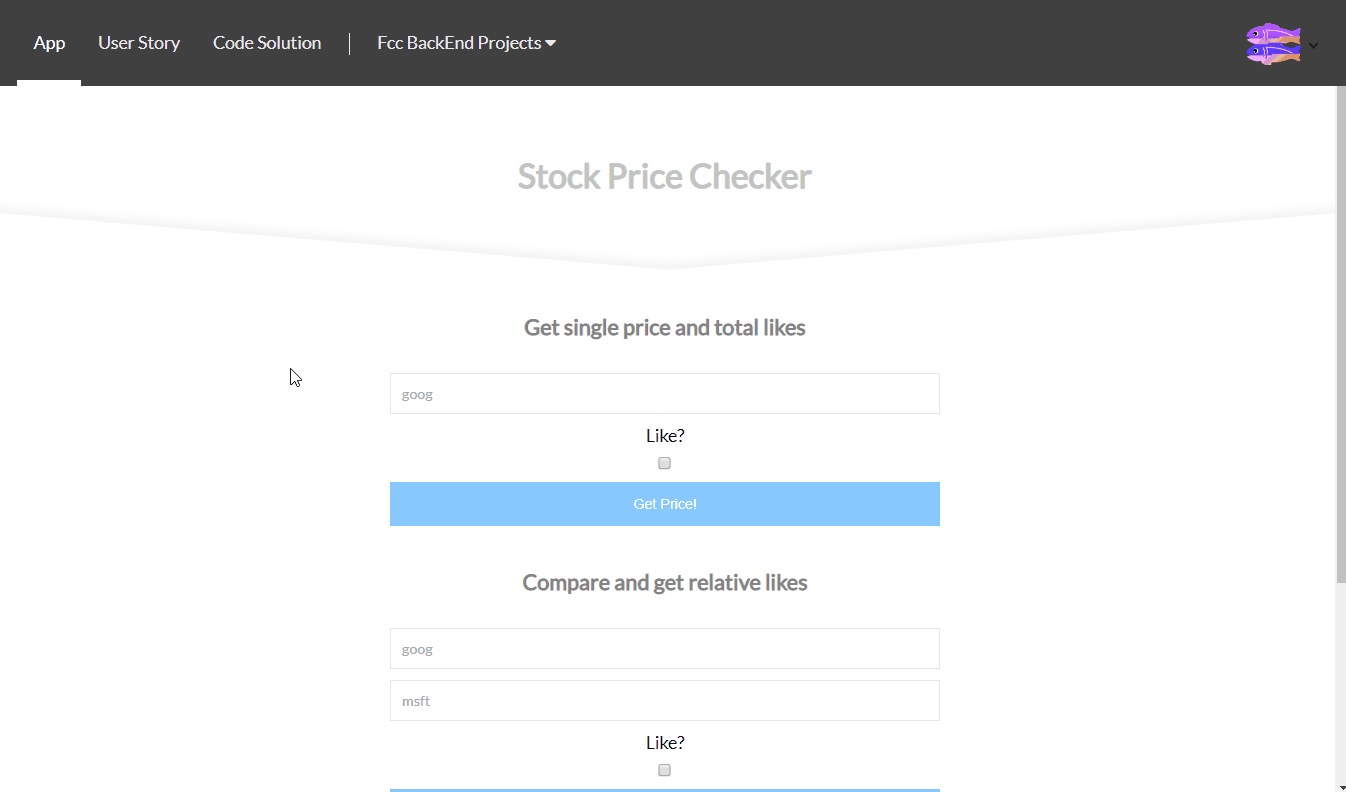 App User Story Code Solution Fcc BackEnd Projects
Stock Price Checker
Get single price and total likes
goog
Like?
Get Price!
Compare and get relative likes
goog
msft
Like?